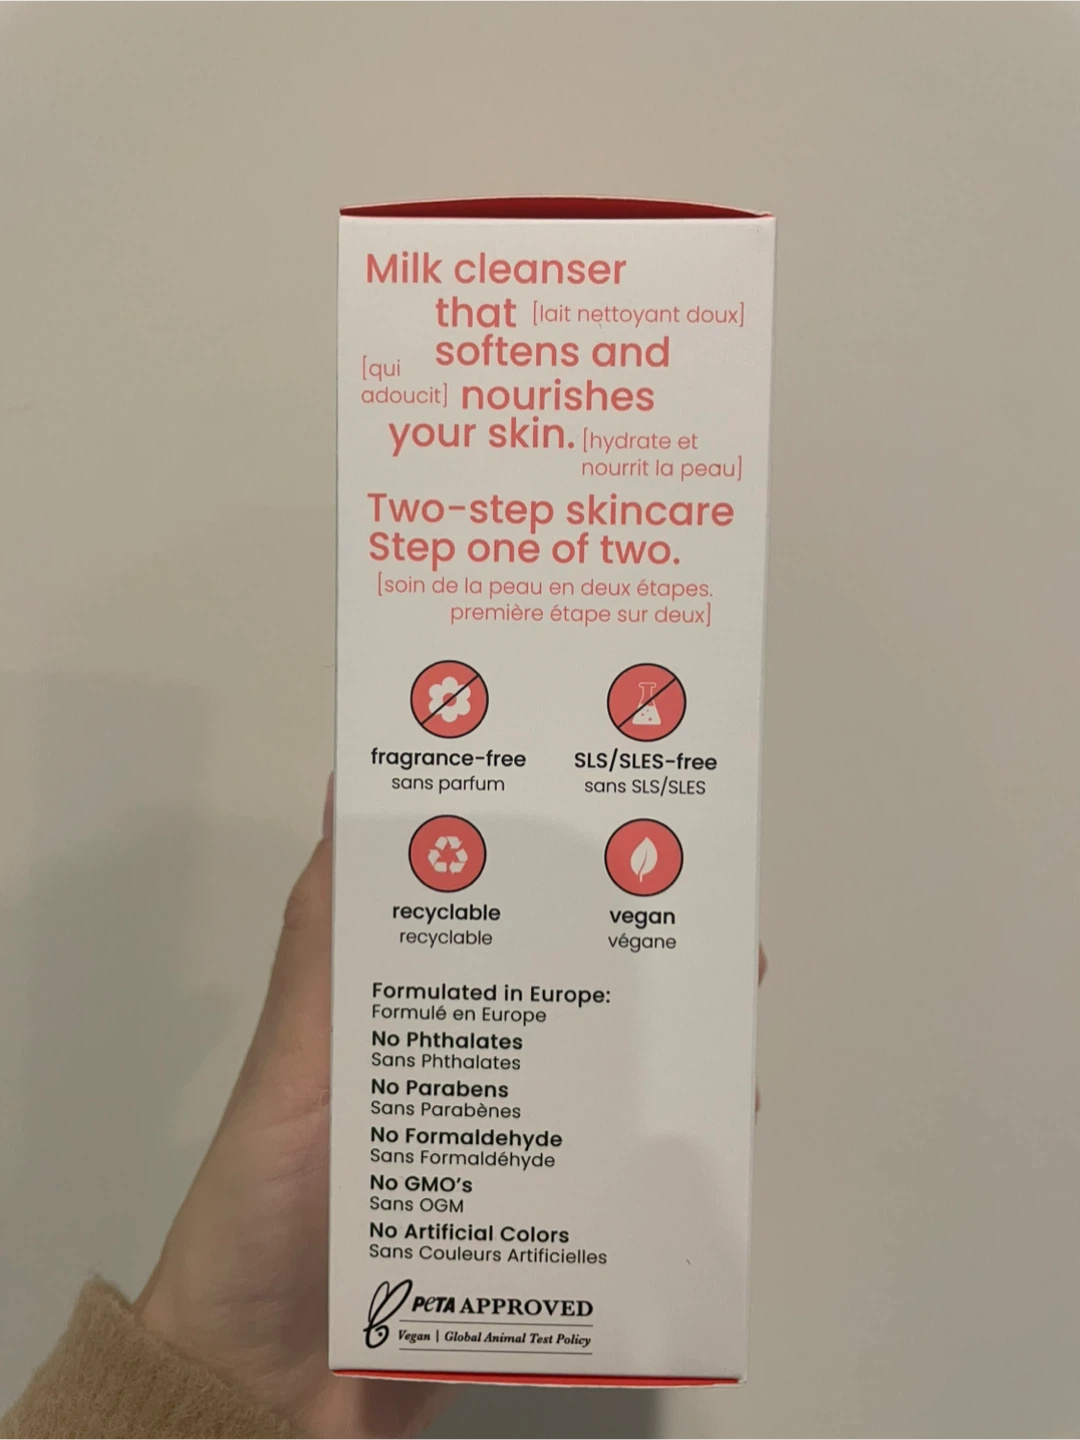 Milk cleanser
that [lait nettoyant doux]
softens and
[qui
adoucit] nourishes
your skin. [hydrate et
nourrit la peau]
Two-step skincare
Step one of two.
[soin de la peau en deux étapes.
première étape sur deux]
fragrance-free
sans parfum
SLS/SLES-free
sans SLS/SLES
recyclable
recyclable
vegan
végane
Formulated in Europe:
Formulé en Europe
No Phthalates
Sans Phthalates
No Parabens
Sans Parabènes
No Formaldehyde
Sans Formaldéhyde
No GMO's
Sans OGM
No Artificial Colors
Sans Couleurs Artificielles
PETA APPROVED
Vegan | Global Animal Test Policy